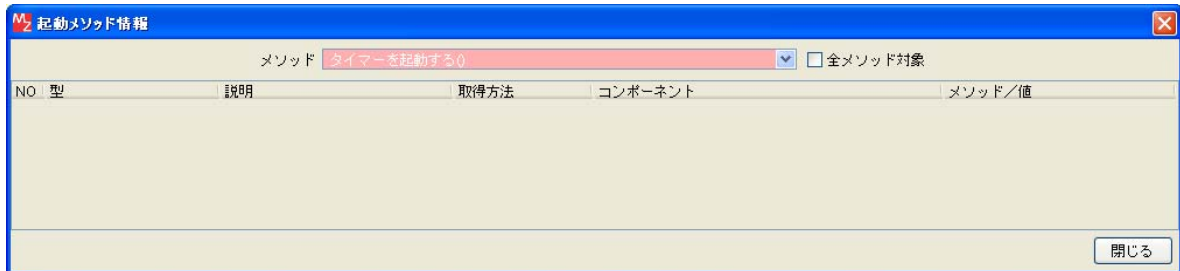 MZ 起動メソッド情報
メソッド タイマーを起動する() 全メソッド対象
NO 型 説明 取得方法 コンポーネント メソッド／値
閉じる